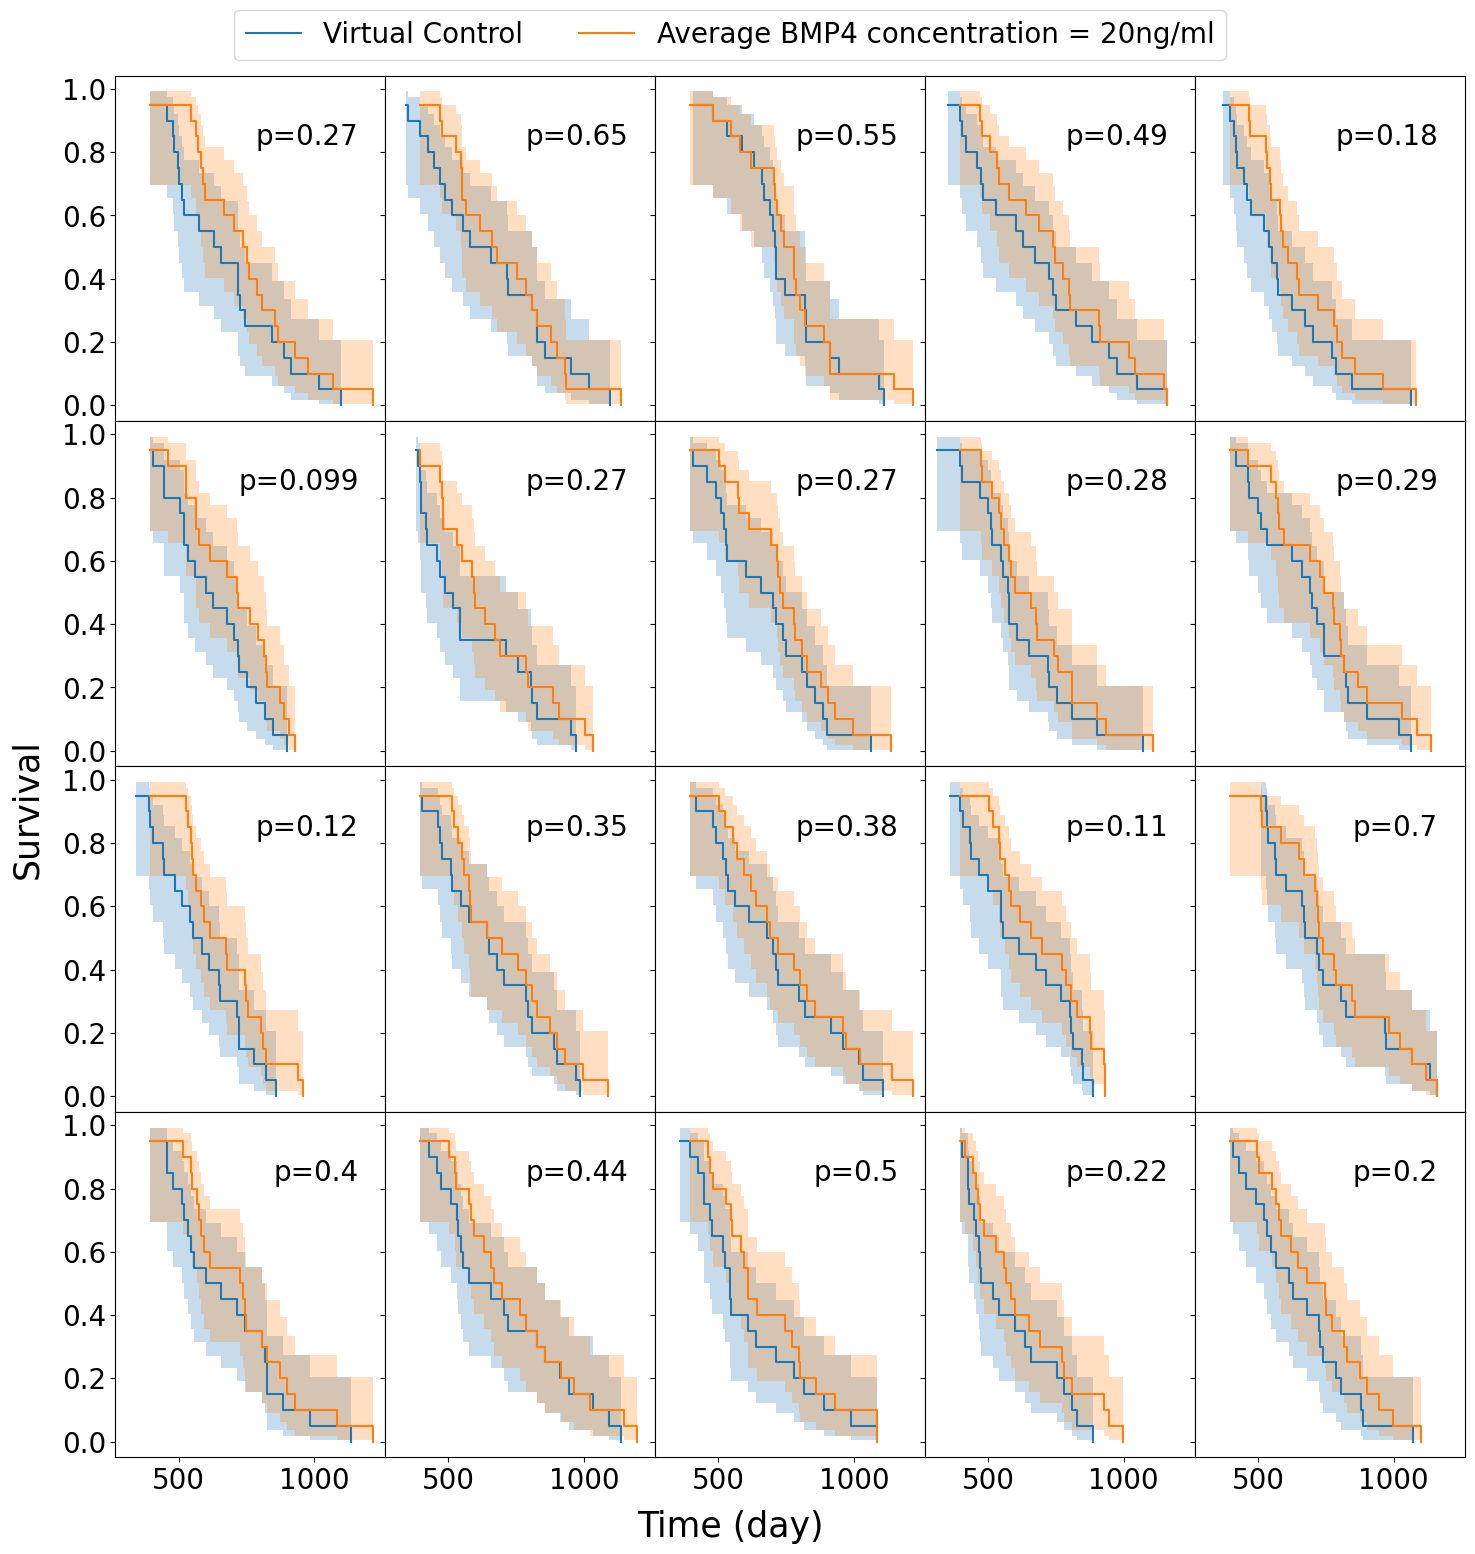 Virtual Control
Average BMP4 concentration = 20ng/ml
1.0
0.8
0.6
0.4
0.2
0.0
p=0.27
p=0.65
p=0.55
p=0.49
p=0.18
1.0
0.8
0.6
0.4
0.2
0.0
p=0.099
p=0.27
p=0.27
p=0.28
p=0.29
1.0
0.8
0.6
0.4
0.2
0.0
p=0.12
p=0.35
p=0.38
p=0.11
p=0.7
1.0
0.8
0.6
0.4
0.2
0.0
p=0.4
p=0.44
p=0.5
p=0.22
p=0.2
500 1000
500 1000
500 1000
500 1000
500 1000
Survival
Time (day)